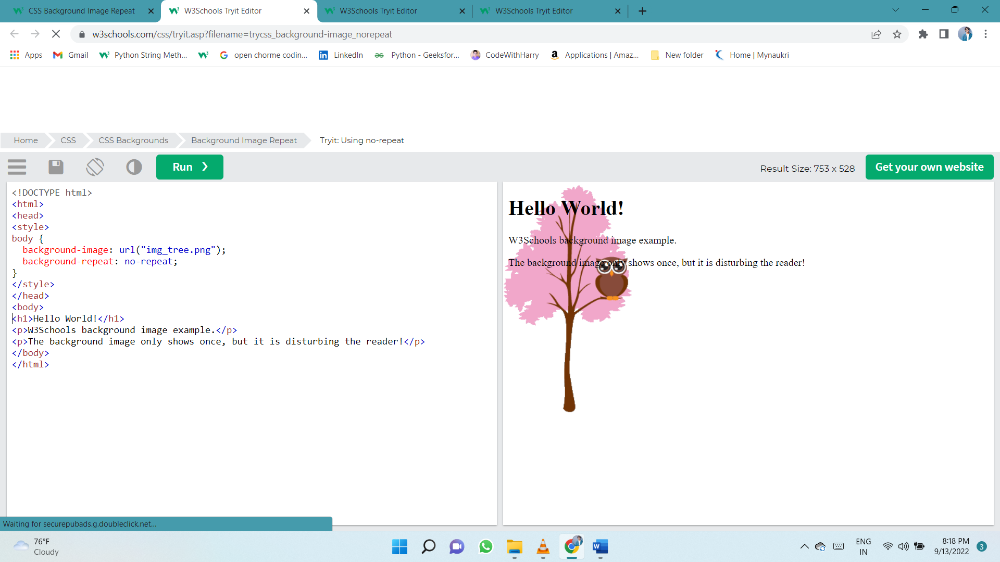 CSS Background Image Repeat
W3Schools Tryit Editor
W3Schools Tryit Editor
W3Schools Tryit Editor
w3schools.com/css/tryit.asp?filename=trycss_background-image_norepeat
Apps
Gmail
Python String Meth...
open chorme codin...
LinkedIn
Python - Geeksfor...
CodeWithHarry
Applications | Amaz...
New folder
Home | Mynaukri
Home
CSS
CSS Backgrounds
Background Image Repeat
Tryit: Using no-repeat
Run ❯
Result Size: 753 x 528
Get your own website
<!DOCTYPE html>
<html>
<head>
<style>
body {
  background-image: url("img_tree.png");
  background-repeat: no-repeat;
}
</style>
</head>
<body>
<h1>Hello World!</h1>
<p>W3Schools background image example.</p>
<p>The background image only shows once, but it is disturbing the reader!</p>
</body>
</html>
Hello World!
W3Schools background image example.
The background image only shows once, but it is disturbing the reader!
Waiting for securepubads.g.doubleclick.net...
76°F
Cloudy
ENG
IN
8:18 PM
9/13/2022
3